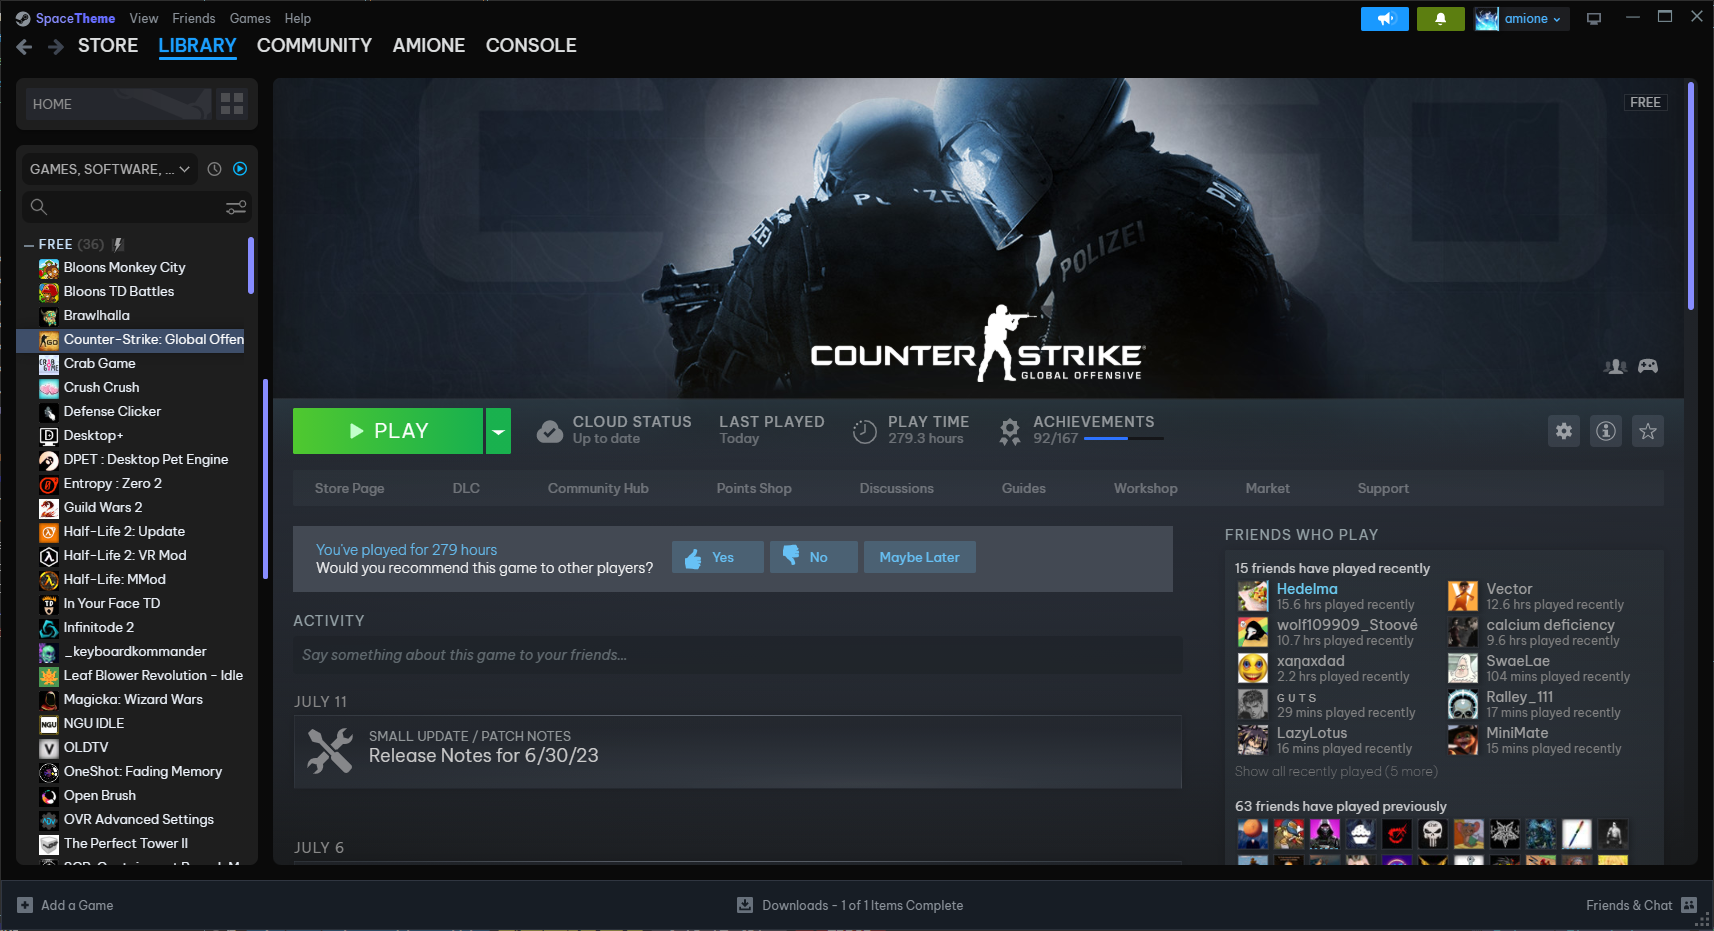 SpaceTheme View Friends Games Help
amione
STORE LIBRARY COMMUNITY AMIONE CONSOLE
HOME
GAMES, SOFTWARE, ...
FREE (36)
Bloons Monkey City
Bloons TD Battles
Brawlhalla
Counter-Strike: Global Offen
Crab Game
Crush Crush
Defense Clicker
Desktop+
DPET : Desktop Pet Engine
Entropy : Zero 2
Guild Wars 2
Half-Life 2: Update
Half-Life 2: VR Mod
Half-Life: MMod
In Your Face TD
Infinitode 2
_keyboardkommander
Leaf Blower Revolution - Idle
Magicka: Wizard Wars
NGU IDLE
OLDTV
OneShot: Fading Memory
Open Brush
OVR Advanced Settings
The Perfect Tower II
FREE
POLIZEI
COUNTER STRIKE
GLOBAL OFFENSIVE
PLAY
CLOUD STATUS
Up to date
LAST PLAYED
Today
PLAY TIME
279.3 hours
ACHIEVEMENTS
92/167
Store Page DLC Community Hub Points Shop Discussions Guides Workshop Market Support
You've played for 279 hours
Would you recommend this game to other players?
Yes
No
Maybe Later
ACTIVITY
Say something about this game to your friends...
JULY 11
SMALL UPDATE / PATCH NOTES
Release Notes for 6/30/23
JULY 6
FRIENDS WHO PLAY
15 friends have played recently
Hedelma
15.6 hrs played recently
Vector
12.6 hrs played recently
wolf109909_Stoové
10.7 hrs played recently
calcium deficiency
9.6 hrs played recently
xaηaxdad
2.2 hrs played recently
SwaeLae
104 mins played recently
G U T S
29 mins played recently
Ralley_111
17 mins played recently
LazyLotus
16 mins played recently
MiniMate
15 mins played recently
Show all recently played (5 more)
63 friends have played previously
Add a Game
Downloads - 1 of 1 Items Complete
Friends & Chat